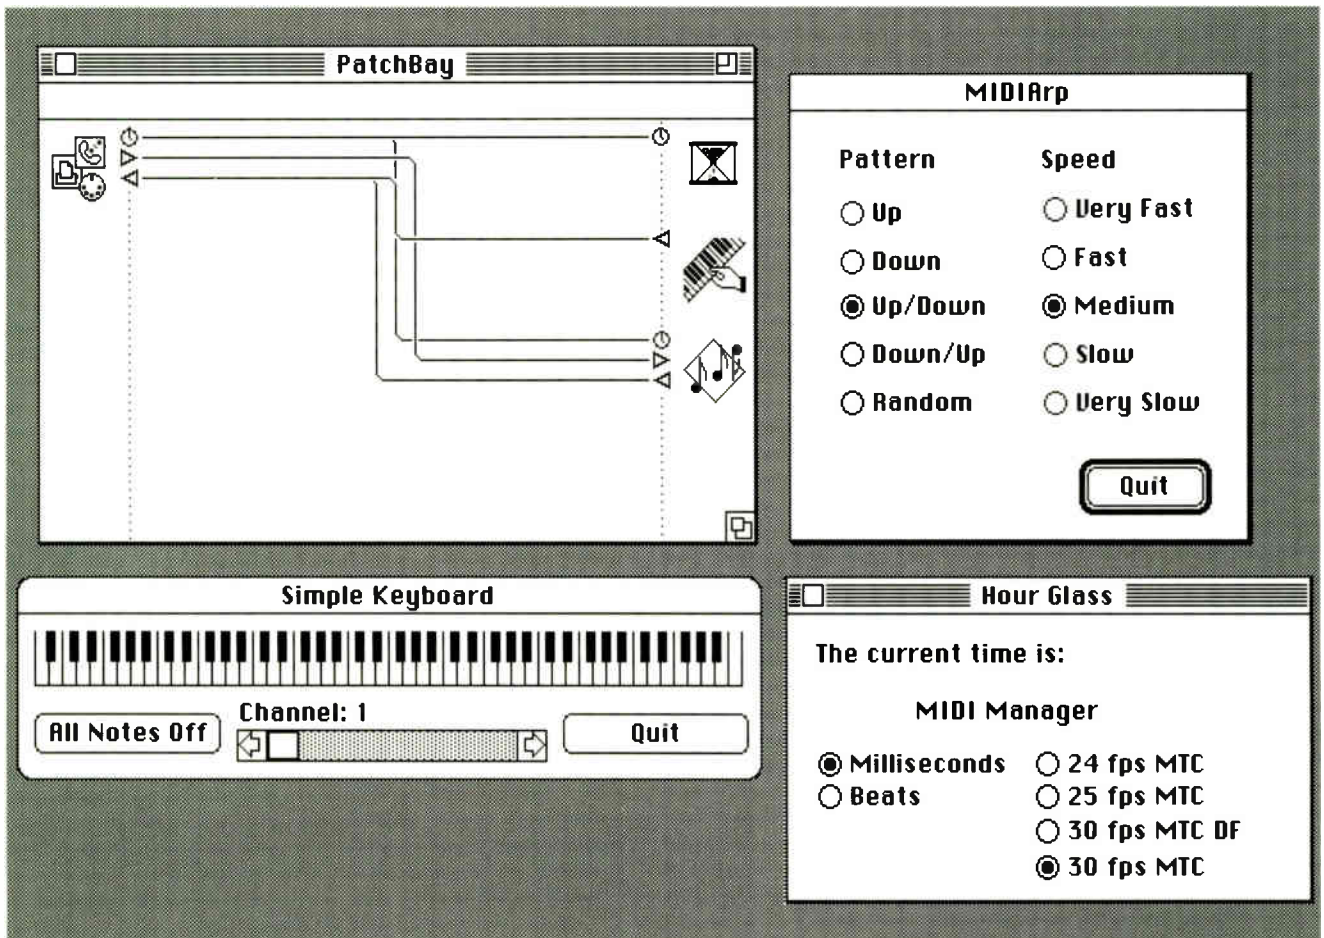 PatchBay
MIDIArp
Pattern
Speed
Up
Very Fast
Down
Fast
Up/Down
Medium
Down/Up
Slow
Random
Very Slow
Quit
Simple Keyboard
All Notes Off
Channel: 1
Quit
Hour Glass
The current time is:
MIDI Manager
Milliseconds
24 fps MTC
Beats
25 fps MTC
30 fps MTC DF
30 fps MTC